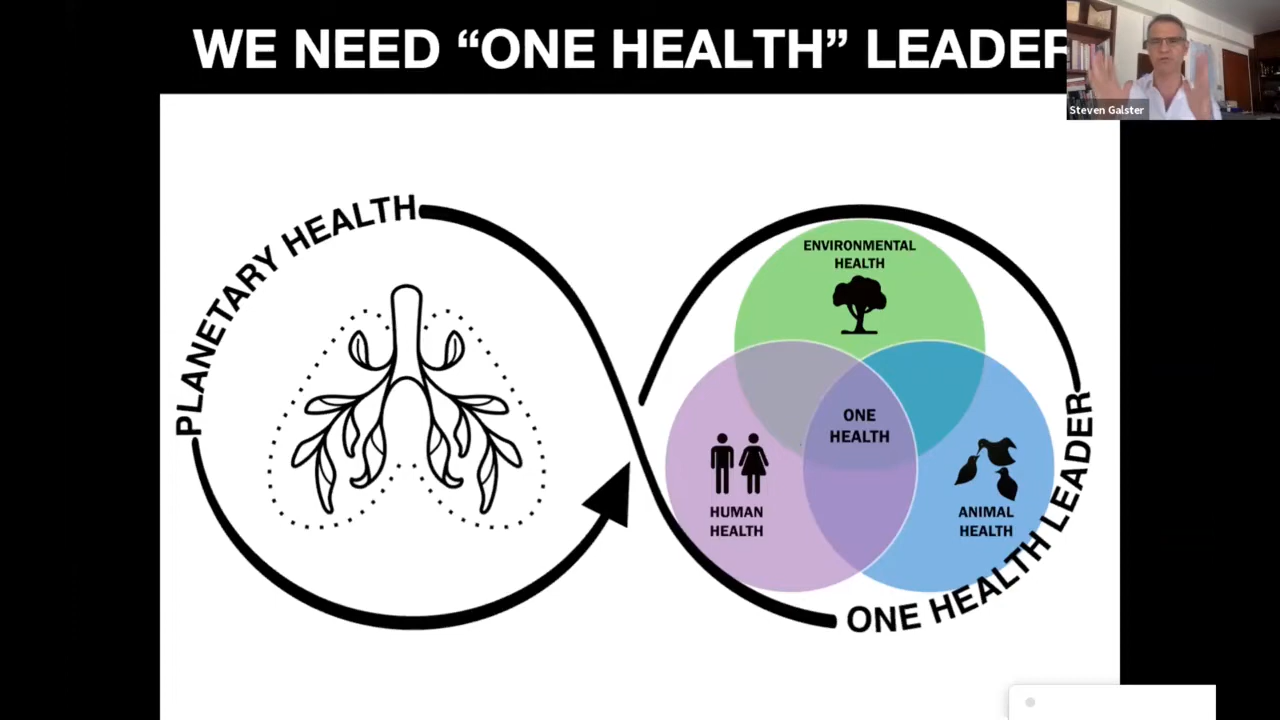 WE NEED “ONE HEALTH” LEADER
Steven Galster
PLANETARY HEALTH
ENVIRONMENTAL
HEALTH
ONE
HEALTH
HUMAN
HEALTH
ANIMAL
HEALTH
ONE HEALTH LEADER